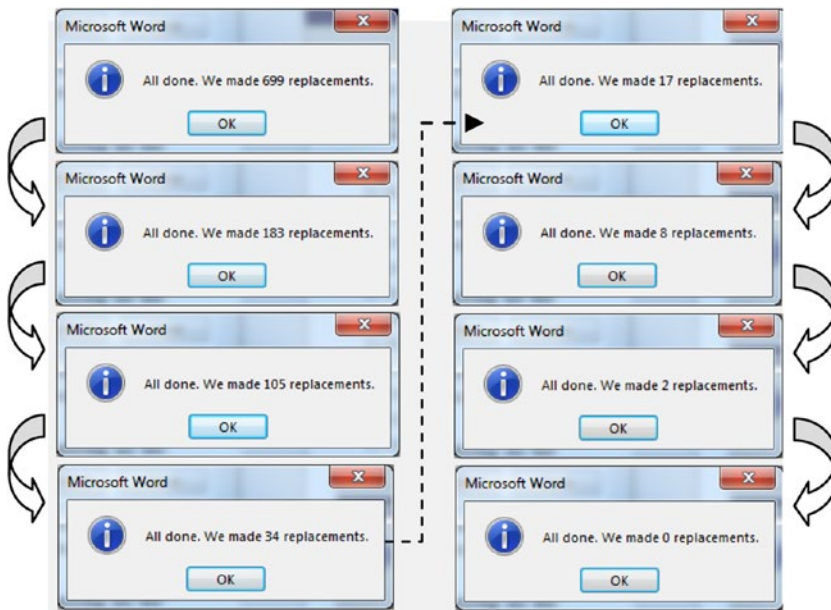 Microsoft Word
All done. We made 699 replacements.
OK
Microsoft Word
All done. We made 183 replacements.
OK
Microsoft Word
All done. We made 105 replacements.
OK
Microsoft Word
All done. We made 34 replacements.
OK
Microsoft Word
All done. We made 17 replacements.
OK
Microsoft Word
All done. We made 8 replacements.
OK
Microsoft Word
All done. We made 2 replacements.
OK
Microsoft Word
All done. We made 0 replacements.
OK